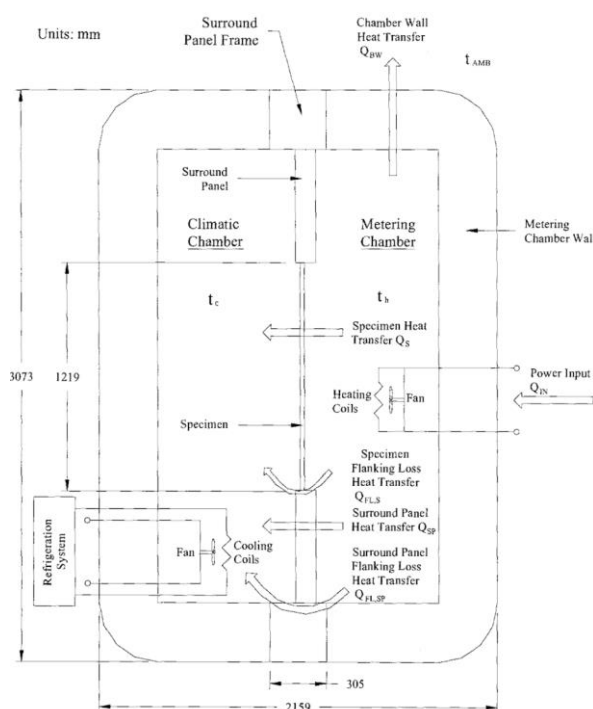 Units: mm
Surround
Panel Frame
Chamber Wall
Heat Transfer
Q_BW
t_AMB
Surround
Panel
Climatic
Chamber
Metering
Chamber
Metering
Chamber Wall
t_c
t_h
Specimen Heat
Transfer Q_S
3073
1219
Heating
Coils
Fan
Power Input
Q_IN
Specimen
Specimen
Flanking Loss
Heat Transfer
Q_FL,S
Surround Panel
Heat Tansfer Q_SP
Refrigeration
System
Fan
Cooling
Coils
Surround Panel
Flanking Loss
Heat Transfer
Q_FL,SP
305
2159